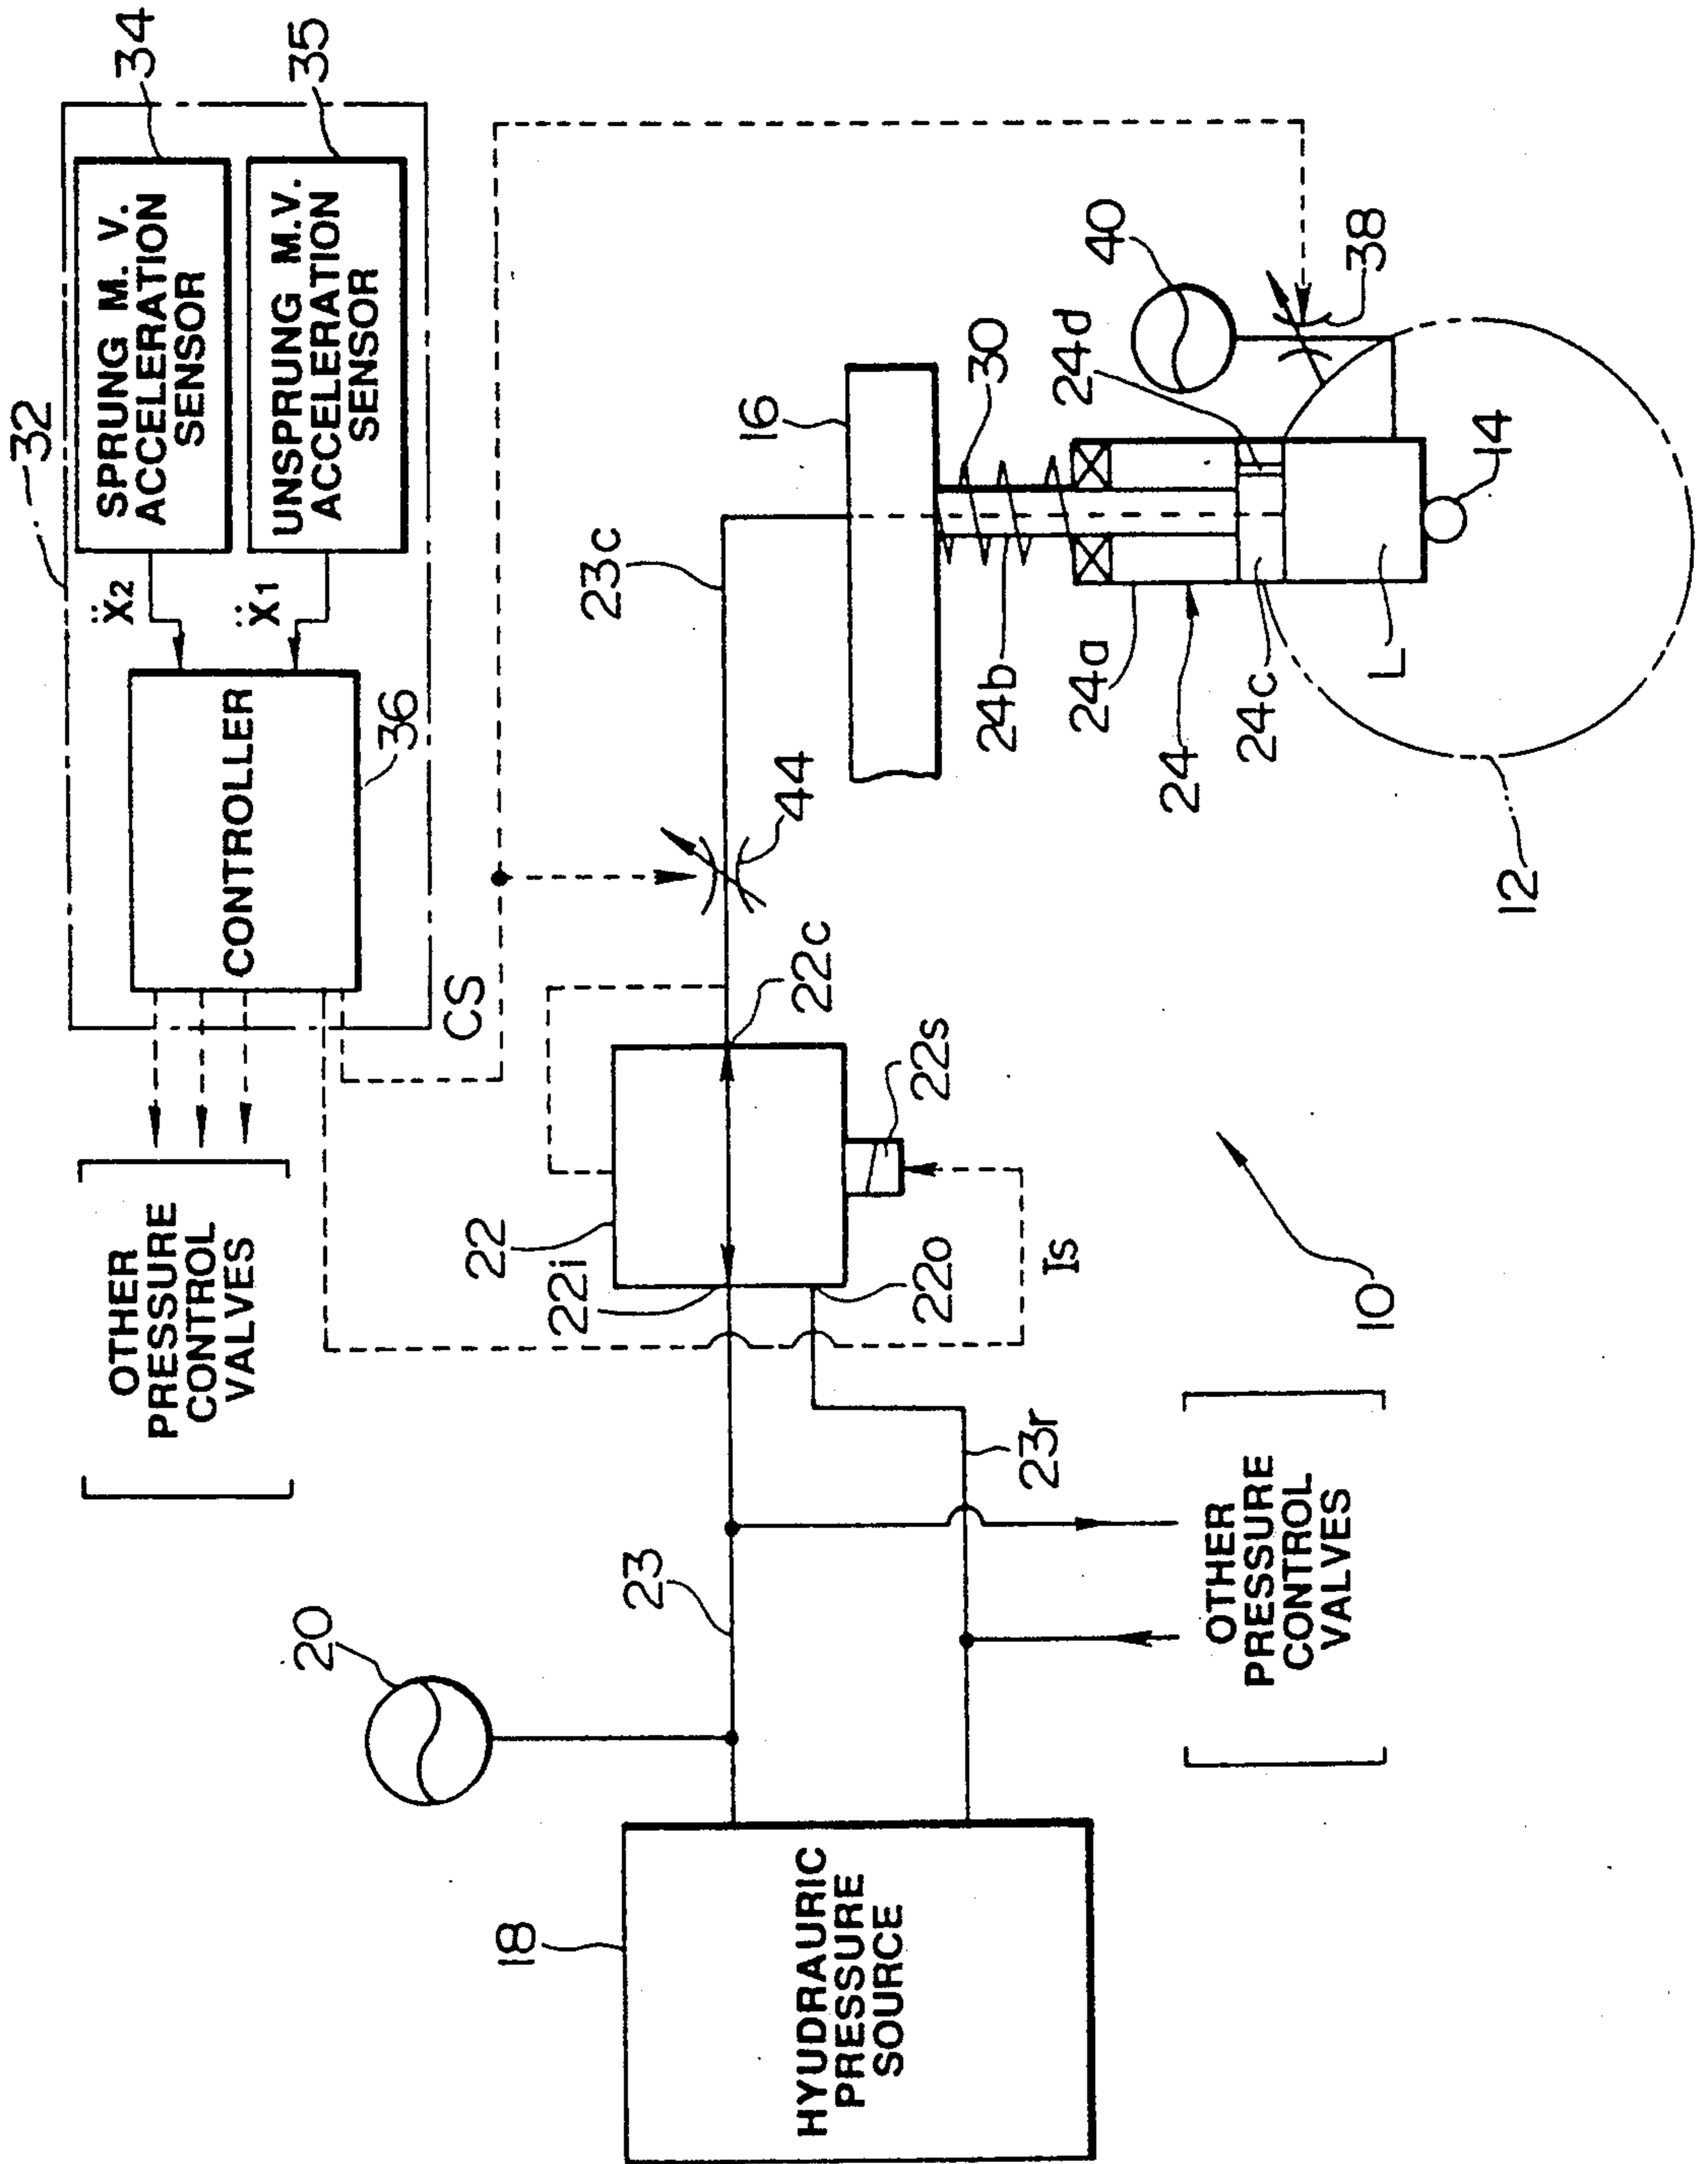 32
SPRUNG M. V.
ACCELERATION
SENSOR
34
UNSPRUNG M.V.
ACCELERATION
SENSOR
35
ẍ2
ẍ1
CONTROLLER
36
CS
OTHER
PRESSURE
CONTROL
VALVES
20
23
22
22i
22c
22s
22o
Is
44
23c
16
30
24b
24a
24
24c
24d
40
38
L
14
12
10
18
HYUDRAURIC
PRESSURE
SOURCE
23r
OTHER
PRESSURE
CONTROL
VALVES